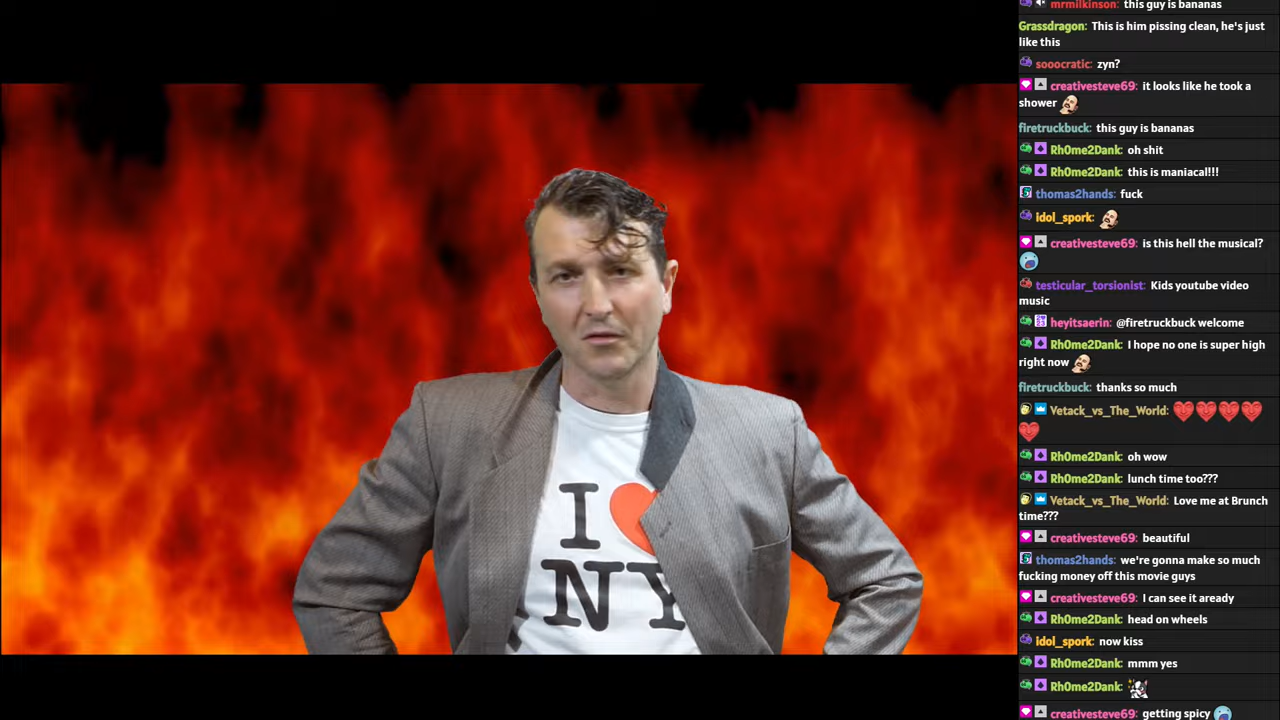 I ❤
NY
mrmilkinson: this guy is bananas
Grassdragon: This is him pissing clean, he's just
like this
sooocratic: zyn?
creativesteve69: it looks like he took a
shower
firetruckbuck: this guy is bananas
Rh0me2Dank: oh shit
Rh0me2Dank: this is maniacal!!!
thomas2hands: fuck
idol_spork:
creativesteve69: is this hell the musical?
testicular_torsionist: Kids youtube video
music
heyitsaerin: @firetruckbuck welcome
Rh0me2Dank: I hope no one is super high
right now
firetruckbuck: thanks so much
Vetack_vs_The_World:
Rh0me2Dank: oh wow
Rh0me2Dank: lunch time too???
Vetack_vs_The_World: Love me at Brunch
time???
creativesteve69: beautiful
thomas2hands: we're gonna make so much
fucking money off this movie guys
creativesteve69: I can see it aready
Rh0me2Dank: head on wheels
idol_spork: now kiss
Rh0me2Dank: mmm yes
Rh0me2Dank:
creativesteve69: getting spicy